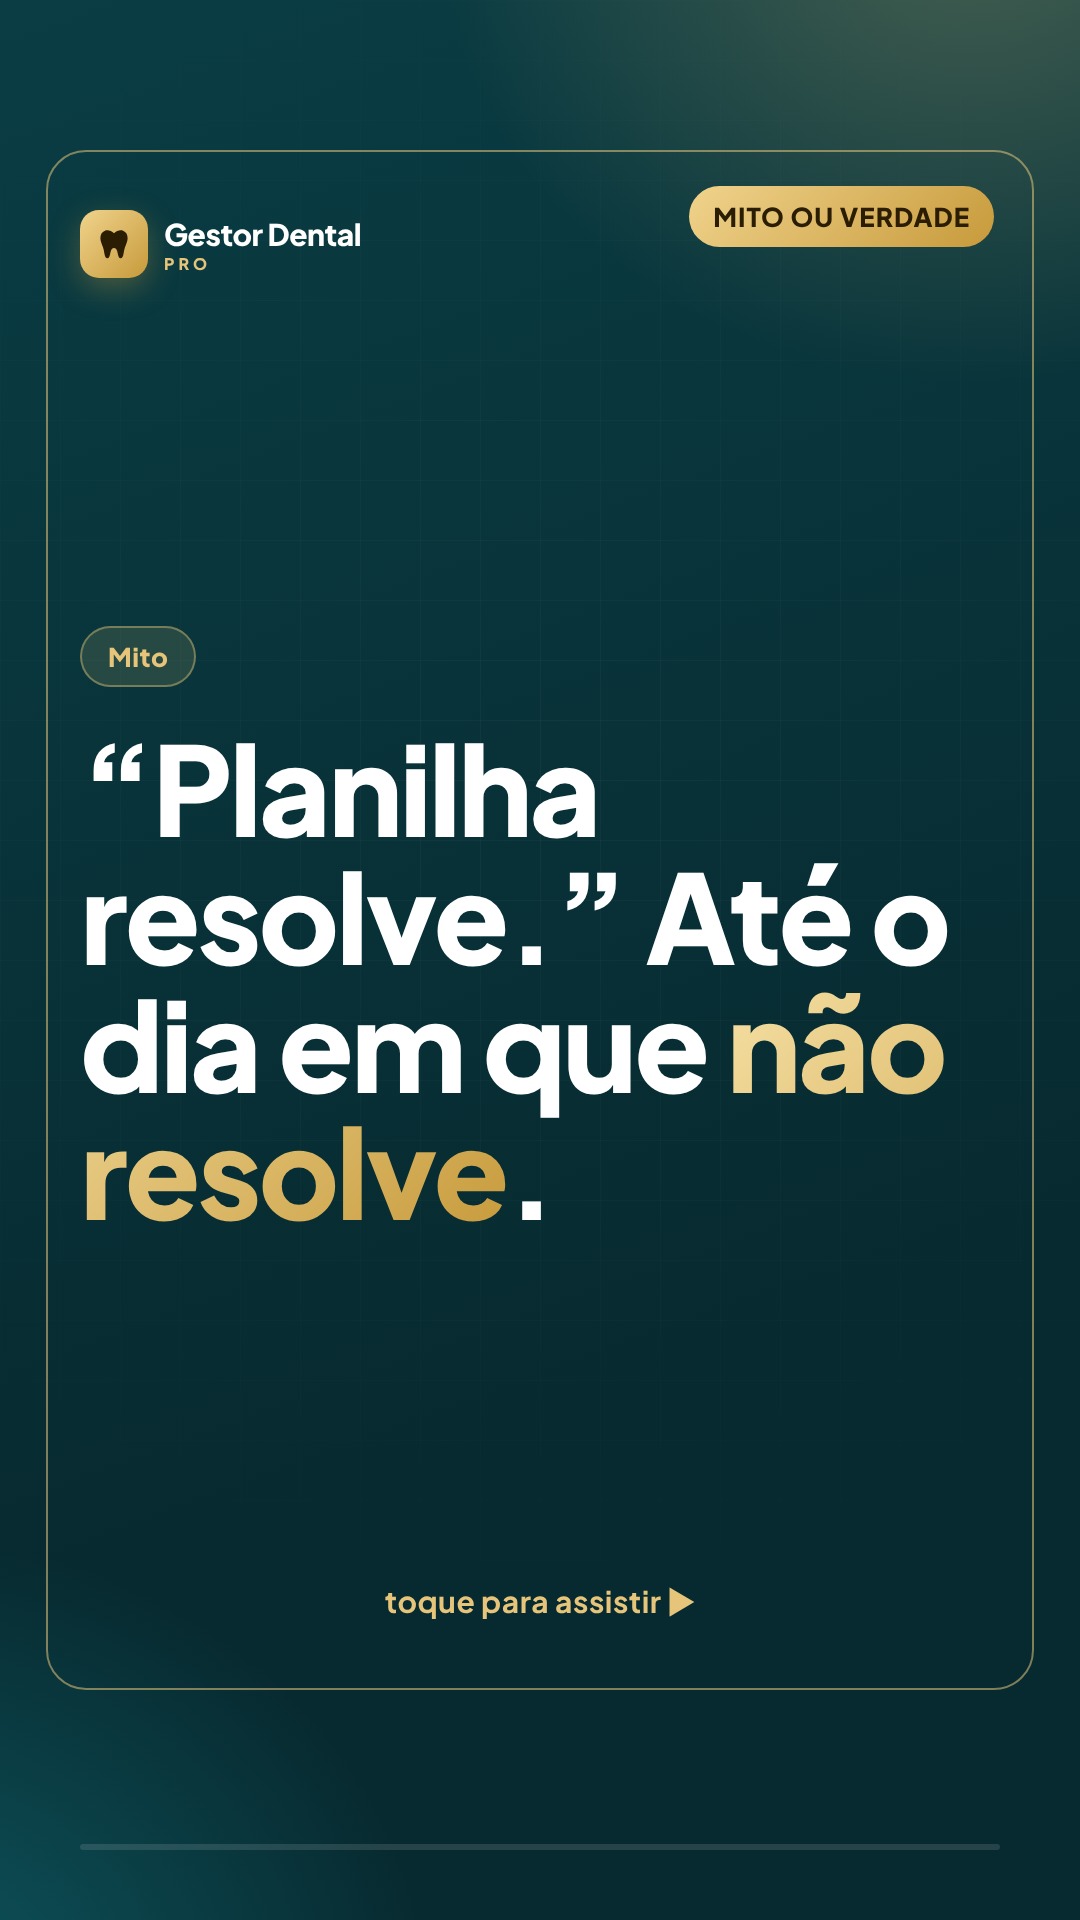 Gestor Dental
PRO
MITO OU VERDADE
Mito
“Planilha
resolve.” Até o
dia em que não
resolve.
toque para assistir ▶